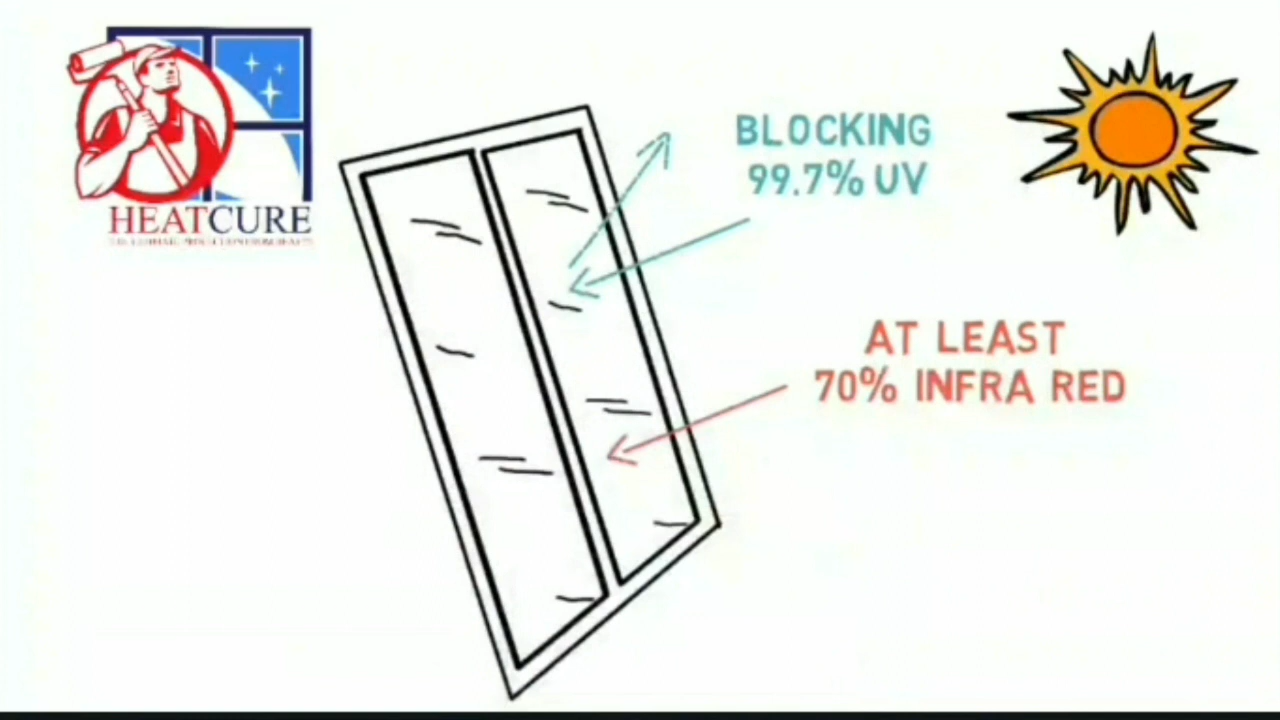 HEATCURE
BLOCKING
99.7% UV
AT LEAST
70% INFRA RED